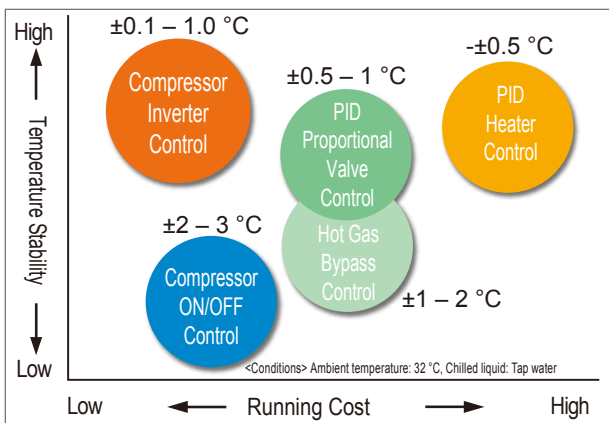 High
Temperature Stability
Low
±0.1 – 1.0 °C
Compressor
Inverter
Control
±0.5 – 1 °C
PID
Proportional
Valve
Control
-±0.5 °C
PID
Heater
Control
±2 – 3 °C
Compressor
ON/OFF
Control
Hot Gas
Bypass
Control
±1 – 2 °C
<Conditions> Ambient temperature: 32 °C, Chilled liquid: Tap water
Low
Running Cost
High